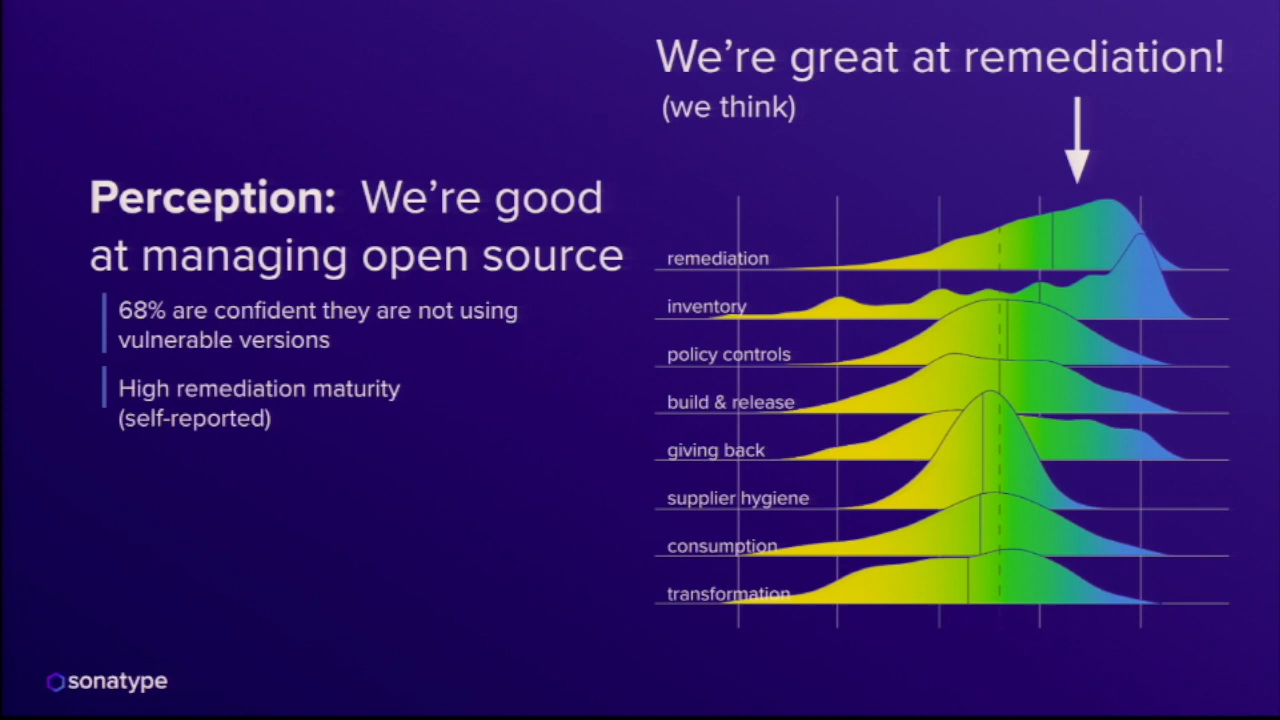 We're great at remediation!
(we think)
Perception: We're good
at managing open source
68% are confident they are not using
vulnerable versions
High remediation maturity
(self-reported)
remediation
inventory
policy controls
build & release
giving back
supplier hygiene
consumption
transformation
sonatype